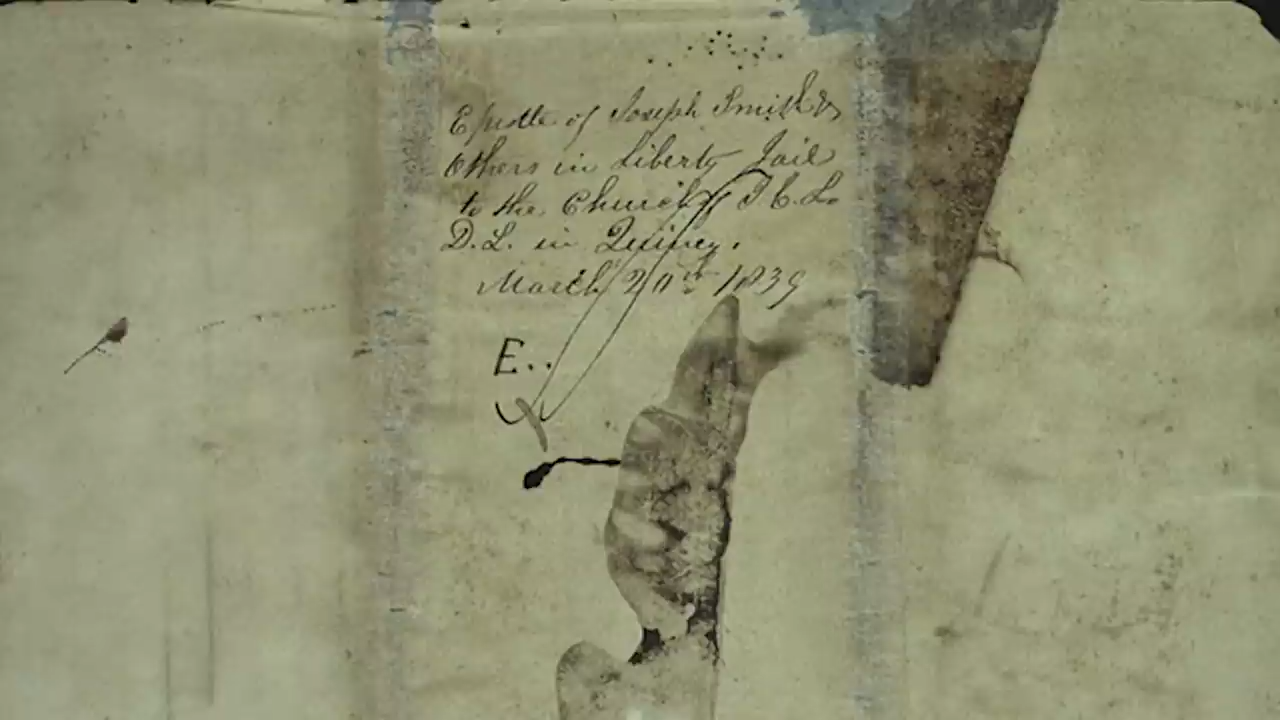 Epistle of Joseph Smith &
Others in Liberty Jail
to the Church of J. C. L.
D. L. in Quincy.
March 20th 1839
E..